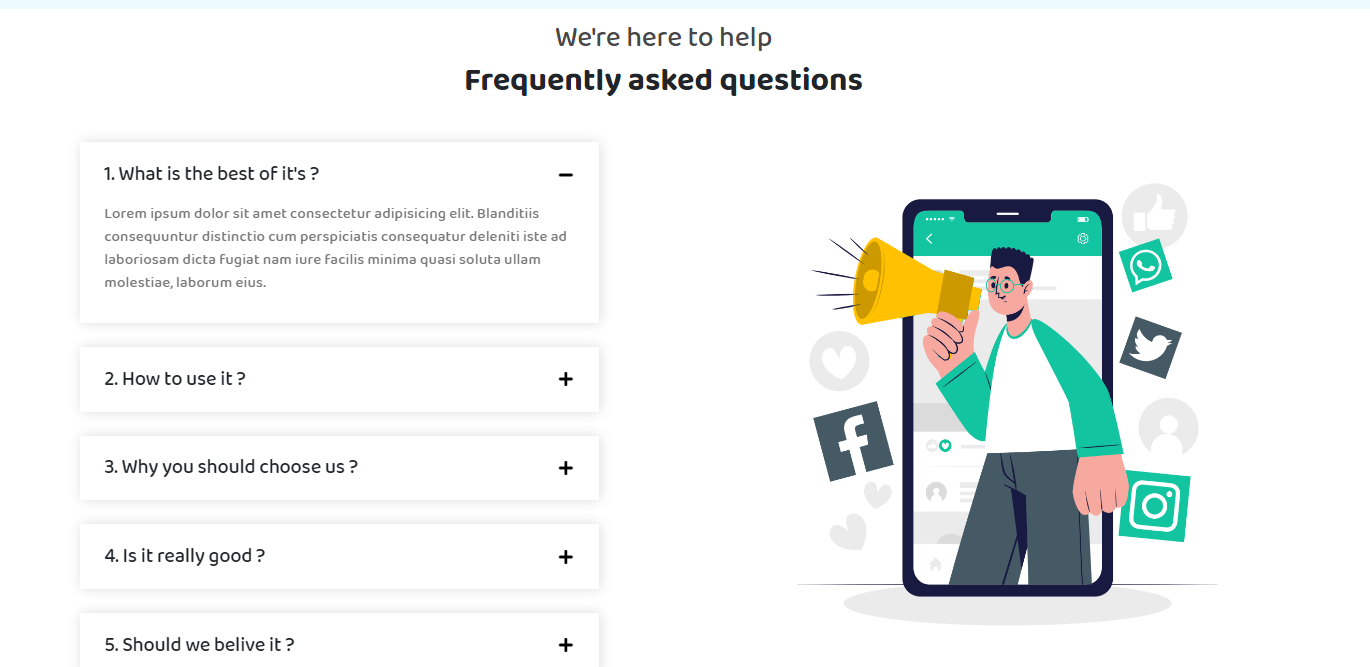 We're here to help
Frequently asked questions
1. What is the best of it's ?
Lorem ipsum dolor sit amet consectetur adipisicing elit. Blanditiis
consequuntur distinctio cum perspiciatis consequatur deleniti iste ad
laboriosam dicta fugiat nam iure facilis minima quasi soluta ullam
molestiae, laborum eius.
2. How to use it ?
3. Why you should choose us ?
4. Is it really good ?
5. Should we belive it ?